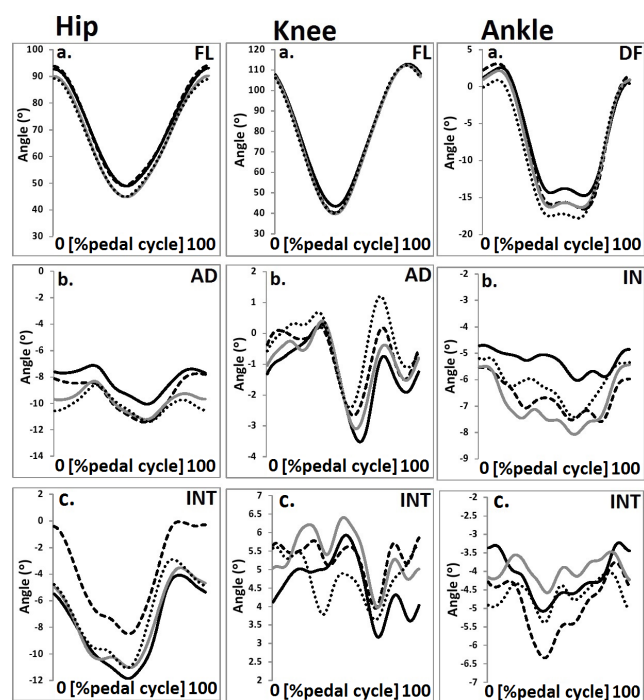 Hip Knee Ankle
a. FL
Angle (°)
100
90
80
70
60
50
40
30
0 [%pedal cycle] 100
a. FL
Angle (°)
120
110
100
90
80
70
60
50
40
30
0 [%pedal cycle] 100
a. DF
Angle (°)
5
0
-5
-10
-15
-20
0 [%pedal cycle] 100
b. AD
Angle (°)
0
-2
-4
-6
-8
-10
-12
-14
0 [%pedal cycle] 100
b. AD
Angle (°)
2
1
0
-1
-2
-3
-4
0 [%pedal cycle] 100
b. IN
Angle (°)
-2
-3
-4
-5
-6
-7
-8
-9
0 [%pedal cycle] 100
c. INT
Angle (°)
2
0
-2
-4
-6
-8
-10
-12
0 [%pedal cycle] 100
c. INT
Angle (°)
7
6.5
6
5.5
5
4.5
4
3.5
3
2.5
2
0 [%pedal cycle] 100
c. INT
Angle (°)
-2
-2.5
-3
-3.5
-4
-4.5
-5
-5.5
-6
-6.5
-7
0 [%pedal cycle] 100